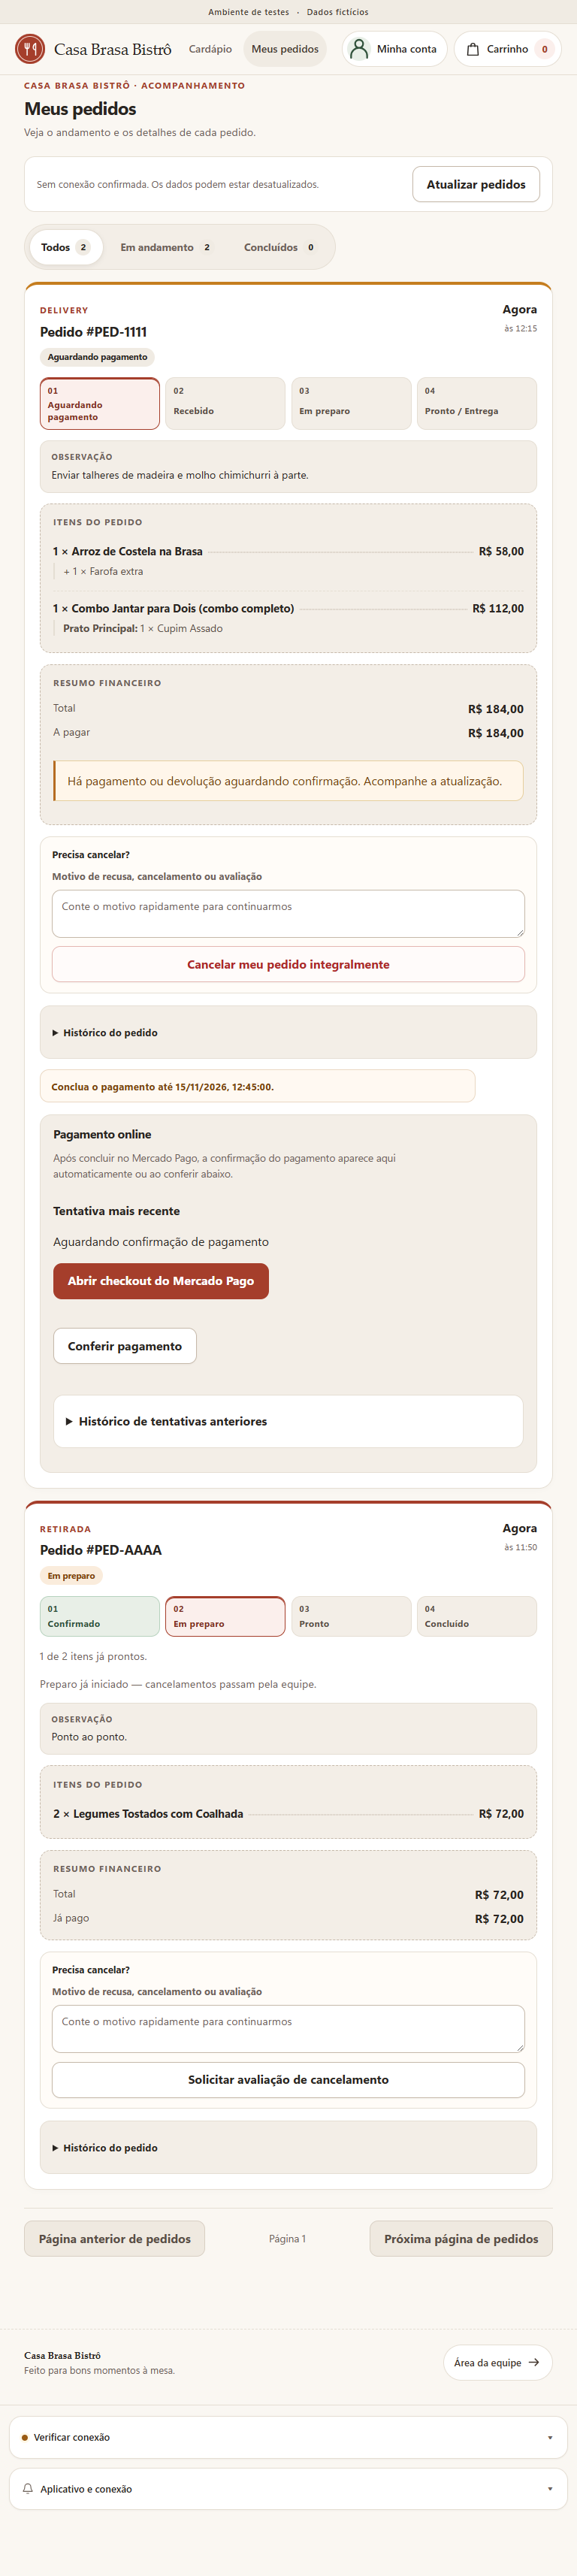 Ambiente de testes · Dados fictícios
Casa Brasa Bistrô
Cardápio
Meus pedidos
Minha conta
Carrinho 0
CASA BRASA BISTRÔ · ACOMPANHAMENTO
Meus pedidos
Veja o andamento e os detalhes de cada pedido.
Sem conexão confirmada. Os dados podem estar desatualizados.
Atualizar pedidos
Todos 2
Em andamento 2
Concluídos 0
DELIVERY
Agora
Pedido #PED-1111
às 12:15
Aguardando pagamento
01
Aguardando
pagamento
02
Recebido
03
Em preparo
04
Pronto / Entrega
OBSERVAÇÃO
Enviar talheres de madeira e molho chimichurri à parte.
ITENS DO PEDIDO
1 × Arroz de Costela na Brasa R$ 58,00
+ 1 × Farofa extra
1 × Combo Jantar para Dois (combo completo) R$ 112,00
Prato Principal: 1 × Cupim Assado
RESUMO FINANCEIRO
Total R$ 184,00
A pagar R$ 184,00
Há pagamento ou devolução aguardando confirmação. Acompanhe a atualização.
Precisa cancelar?
Motivo de recusa, cancelamento ou avaliação
Conte o motivo rapidamente para continuarmos
Cancelar meu pedido integralmente
▶ Histórico do pedido
Conclua o pagamento até 15/11/2026, 12:45:00.
Pagamento online
Após concluir no Mercado Pago, a confirmação do pagamento aparece aqui
automaticamente ou ao conferir abaixo.
Tentativa mais recente
Aguardando confirmação de pagamento
Abrir checkout do Mercado Pago
Conferir pagamento
▶ Histórico de tentativas anteriores
RETIRADA
Agora
Pedido #PED-AAAA
às 11:50
Em preparo
01
Confirmado
02
Em preparo
03
Pronto
04
Concluído
1 de 2 itens já prontos.
Preparo já iniciado — cancelamentos passam pela equipe.
OBSERVAÇÃO
Ponto ao ponto.
ITENS DO PEDIDO
2 × Legumes Tostados com Coalhada R$ 72,00
RESUMO FINANCEIRO
Total R$ 72,00
Já pago R$ 72,00
Precisa cancelar?
Motivo de recusa, cancelamento ou avaliação
Conte o motivo rapidamente para continuarmos
Solicitar avaliação de cancelamento
▶ Histórico do pedido
Página anterior de pedidos
Página 1
Próxima página de pedidos
Casa Brasa Bistrô
Feito para bons momentos à mesa.
Área da equipe →
Verificar conexão
Aplicativo e conexão